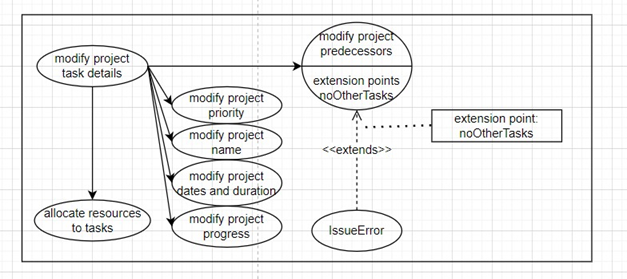 modify project
task details
modify project
predecessors
extension points
noOtherTasks
modify project
priority
modify project
name
modify project
dates and duration
modify project
progress
allocate resources
to tasks
extension point:
noOtherTasks
<<extends>>
IssueError